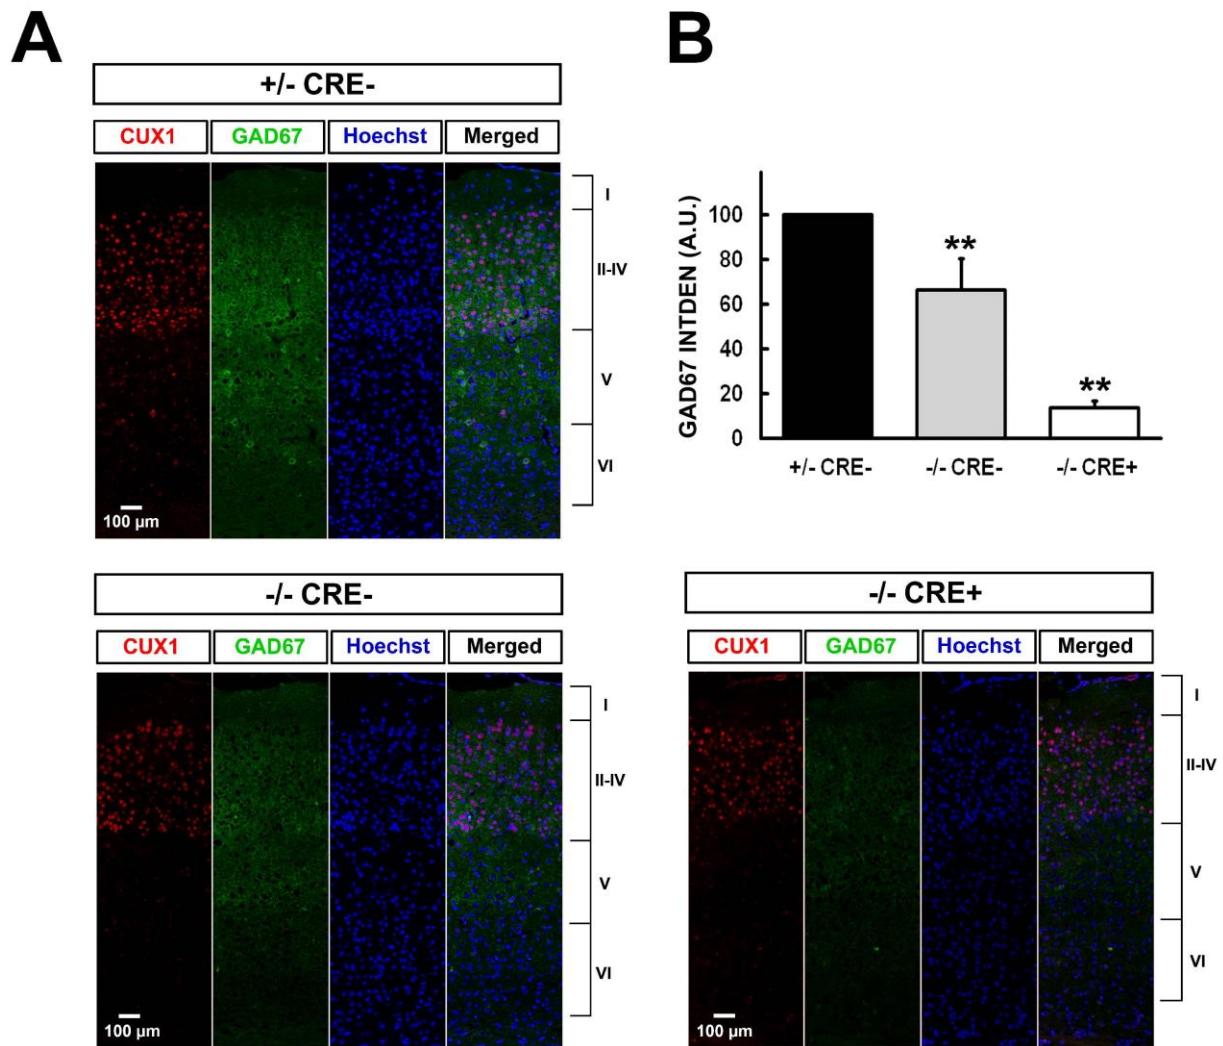 A
+/- CRE-
CUX1 GAD67 Hoechst Merged
I
II-IV
V
VI
100 µm
B
GAD67 INTDEN (A.U.)
100
80
60
40
20
0
**
**
+/- CRE- -/- CRE- -/- CRE+
-/- CRE-
CUX1 GAD67 Hoechst Merged
I
II-IV
V
VI
100 µm
-/- CRE+
CUX1 GAD67 Hoechst Merged
I
II-IV
V
VI
100 µm